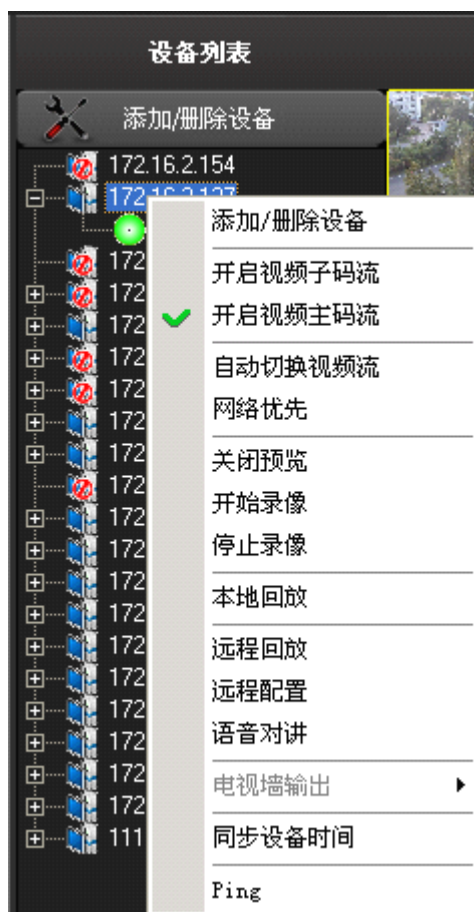 设备列表
添加/删除设备
172.16.2.154
172.16.2.127
添加/删除设备
172
开启视频子码流
172
开启视频主码流
172
172
自动切换视频流
172
网络优先
172
172
关闭预览
172
开始录像
172
停止录像
172
172
本地回放
172
172
远程回放
172
远程配置
172
语音对讲
172
172
电视墙输出
172
同步设备时间
111
Ping